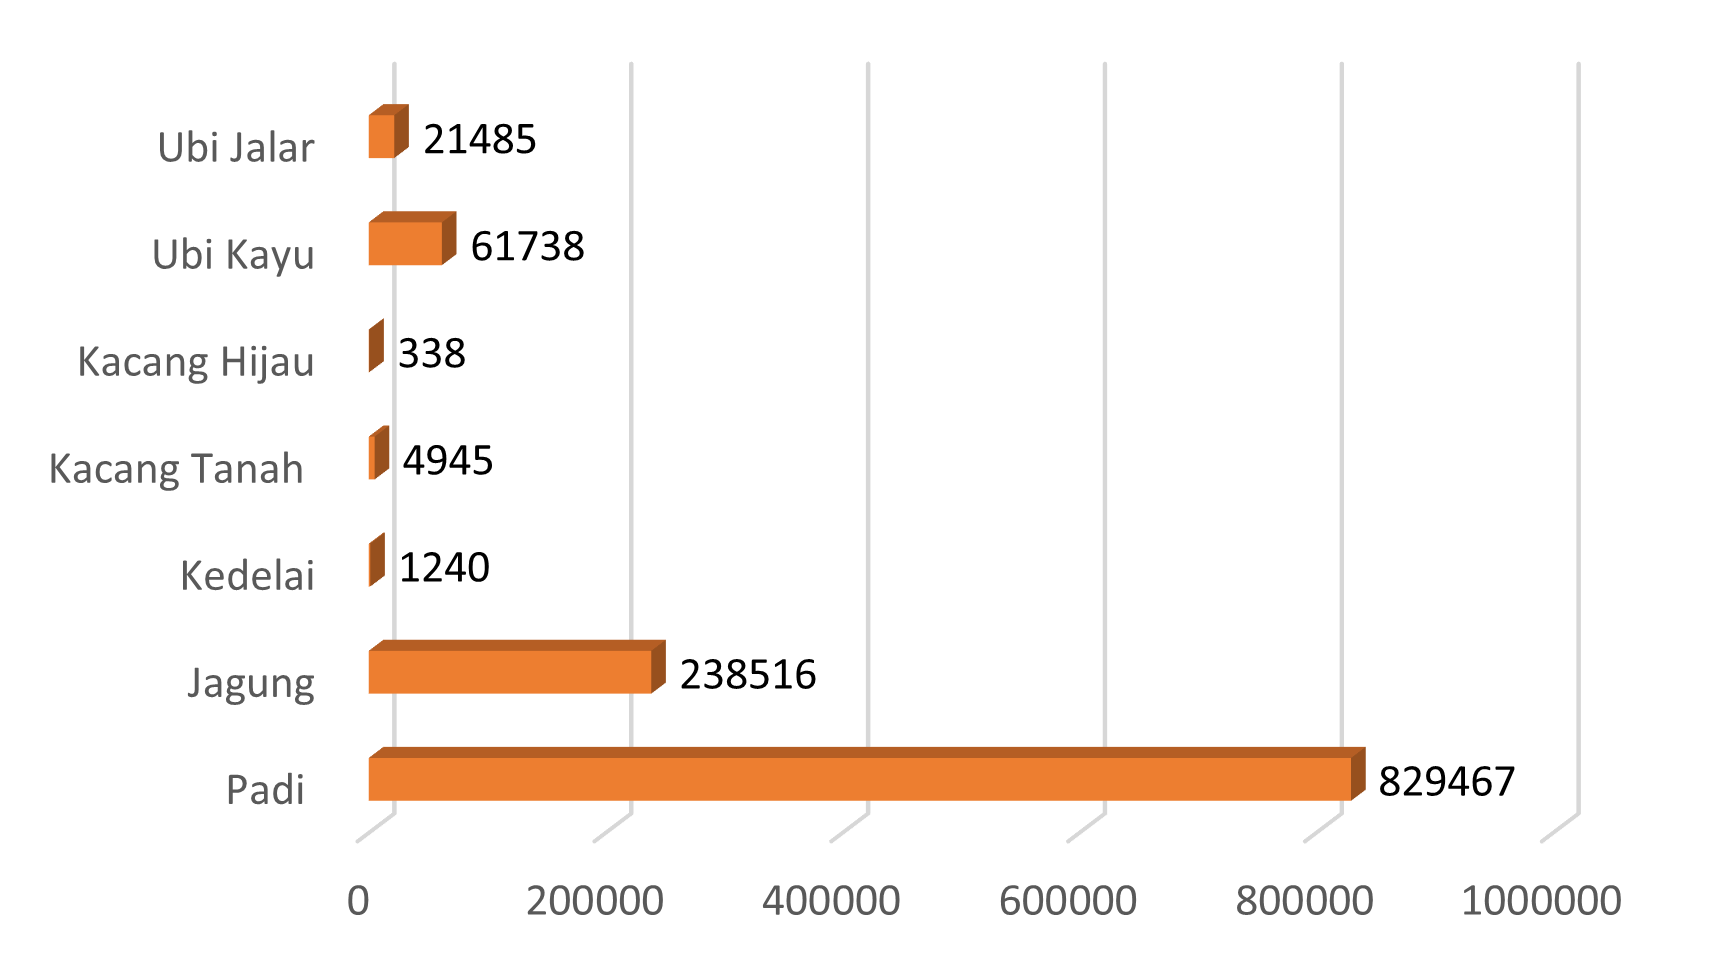 Ubi Jalar 21485
Ubi Kayu 61738
Kacang Hijau 338
Kacang Tanah 4945
Kedelai 1240
Jagung 238516
Padi 829467
0 200000 400000 600000 800000 1000000